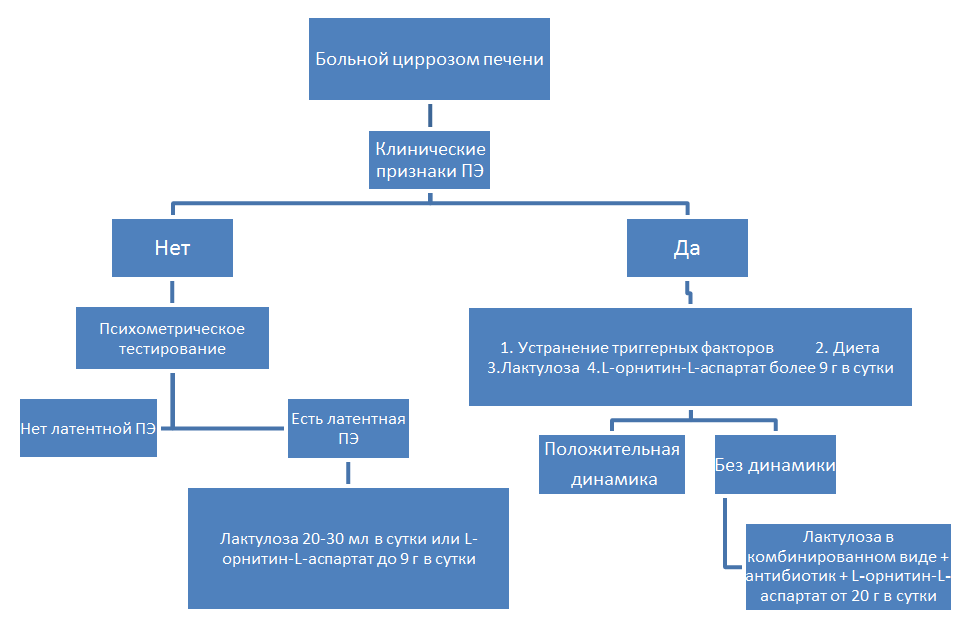 Больной циррозом печени
Клинические
признаки ПЭ
Нет
Да
Психометрическое
тестирование
1. Устранение триггерных факторов 2. Диета
3.Лактулоза 4.L-орнитин-L-аспартат более 9 г в сутки
Нет латентной ПЭ
Есть латентная
ПЭ
Положительная
динамика
Без динамики
Лактулоза 20-30 мл в сутки или L-
орнитин-L-аспартат до 9 г в сутки
Лактулоза в
комбинированном виде +
антибиотик + L-орнитин-L-
аспартат от 20 г в сутки